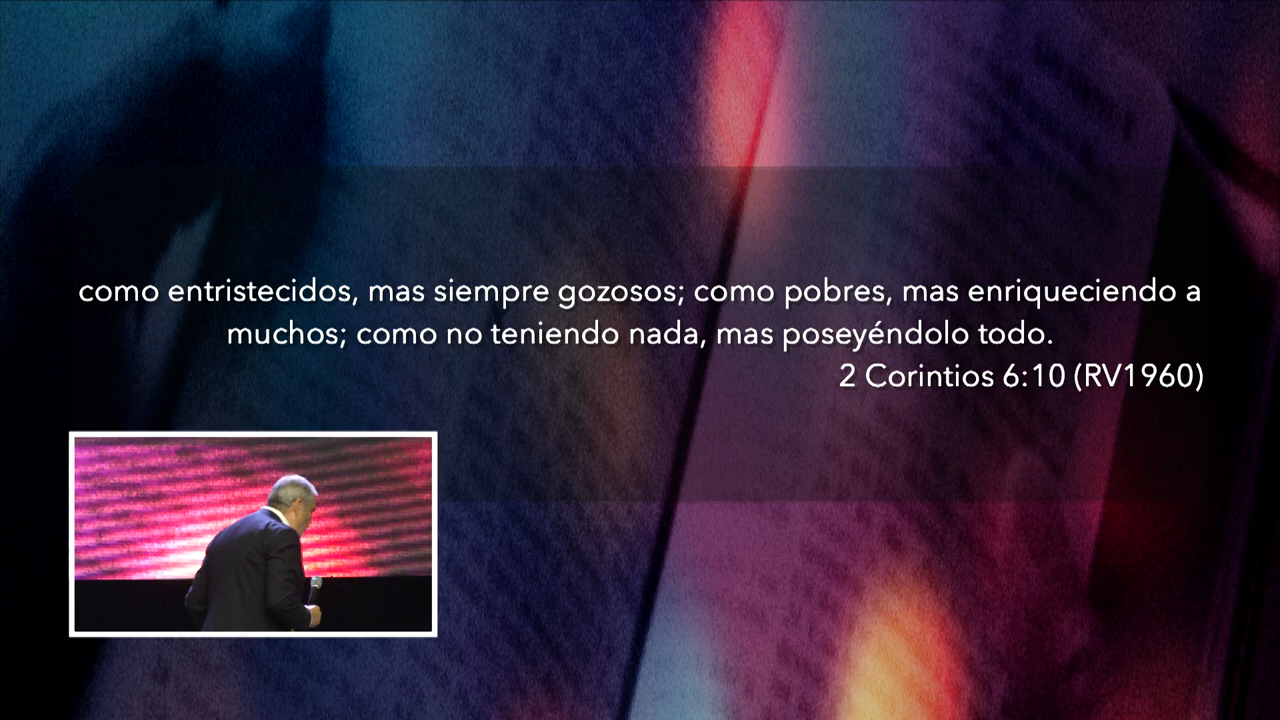 como entristecidos, mas siempre gozosos; como pobres, mas enriqueciendo a
muchos; como no teniendo nada, mas poseyéndolo todo.
2 Corintios 6:10 (RV1960)